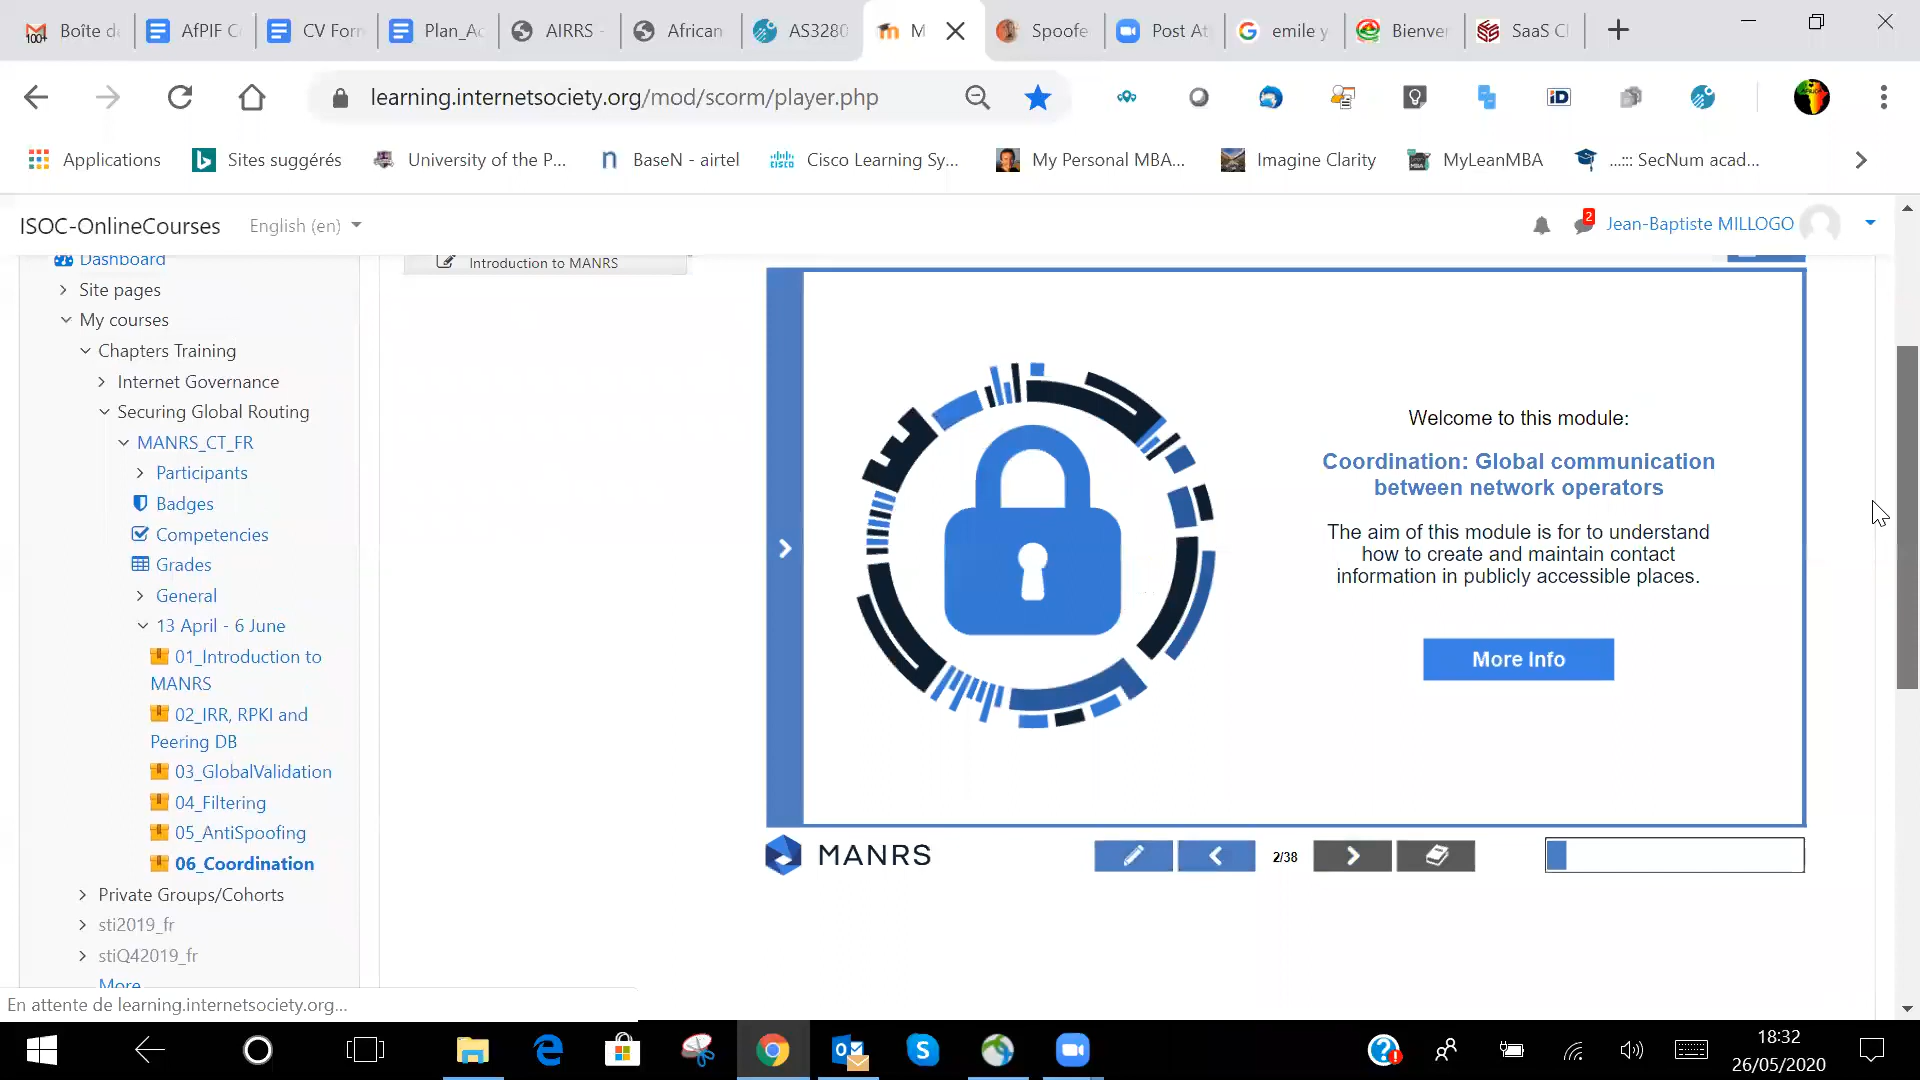 Boîte de
AfPIF C
CV Form
Plan_Ac
AIRRS -
African
AS3280
M
Spoofe
Post At
emile y
Bienver
SaaS Cl
learning.internetsociety.org/mod/scorm/player.php
Applications
Sites suggérés
University of the P...
BaseN - airtel
Cisco Learning Sy...
My Personal MBA...
Imagine Clarity
MyLeanMBA
...::: SecNum acad...
ISOC-OnlineCourses
English (en)
2
Jean-Baptiste MILLOGO
Dashboard
Site pages
My courses
Chapters Training
Internet Governance
Securing Global Routing
MANRS_CT_FR
Participants
Badges
Competencies
Grades
General
13 April - 6 June
01_Introduction to
MANRS
02_IRR, RPKI and
Peering DB
03_GlobalValidation
04_Filtering
05_AntiSpoofing
06_Coordination
Private Groups/Cohorts
sti2019_fr
stiQ42019_fr
More
Introduction to MANRS
Welcome to this module:
Coordination: Global communication
between network operators
The aim of this module is for to understand
how to create and maintain contact
information in publicly accessible places.
More Info
MANRS
2/38
En attente de learning.internetsociety.org...
18:32
26/05/2020